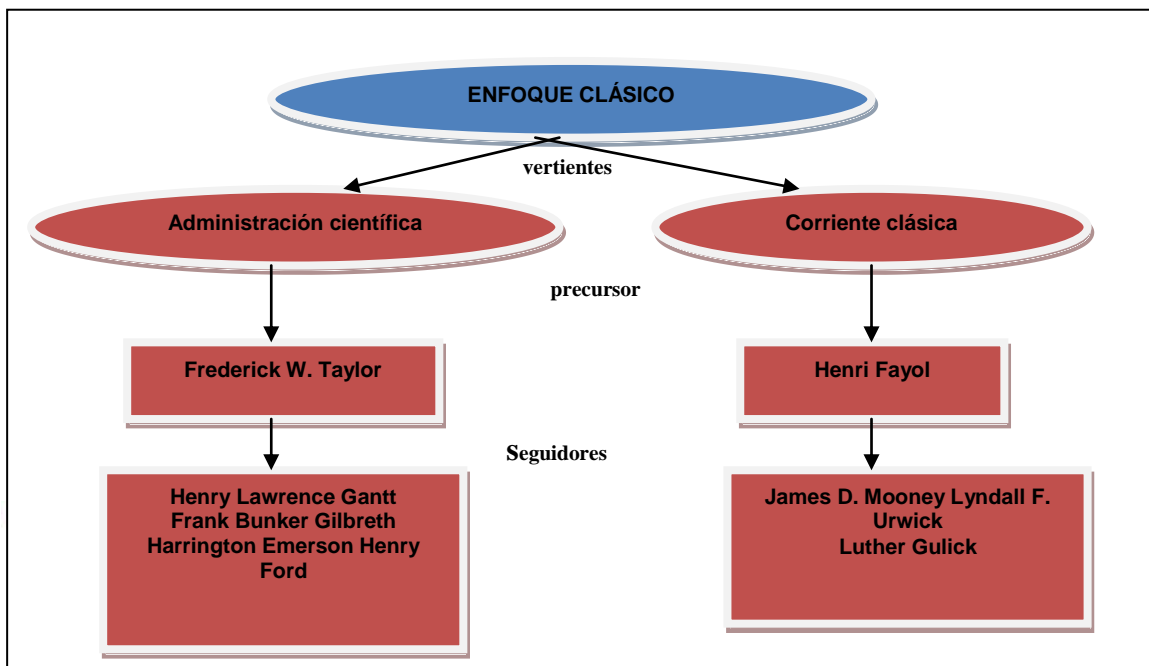 ENFOQUE CLÁSICO
vertientes
Administración científica
Corriente clásica
precursor
Frederick W. Taylor
Henri Fayol
Seguidores
Henry Lawrence Gantt
Frank Bunker Gilbreth
Harrington Emerson Henry
Ford
James D. Mooney Lyndall F.
Urwick
Luther Gulick